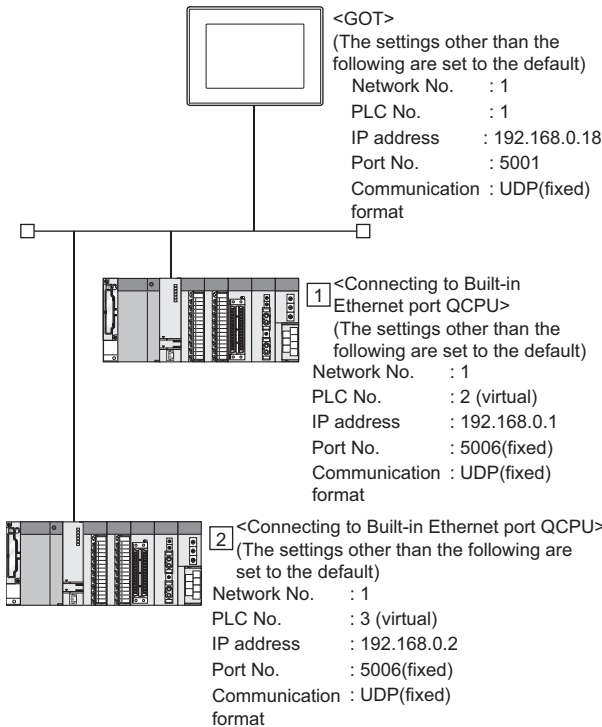 <GOT>
(The settings other than the
following are set to the default)
Network No. : 1
PLC No. : 1
IP address : 192.168.0.18
Port No. : 5001
Communication : UDP(fixed)
format
1
<Connecting to Built-in
Ethernet port QCPU>
(The settings other than the
following are set to the default)
Network No. : 1
PLC No. : 2 (virtual)
IP address : 192.168.0.1
Port No. : 5006(fixed)
Communication : UDP(fixed)
format
2
<Connecting to Built-in Ethernet port QCPU>
(The settings other than the following are
set to the default)
Network No. : 1
PLC No. : 3 (virtual)
IP address : 192.168.0.2
Port No. : 5006(fixed)
Communication : UDP(fixed)
format